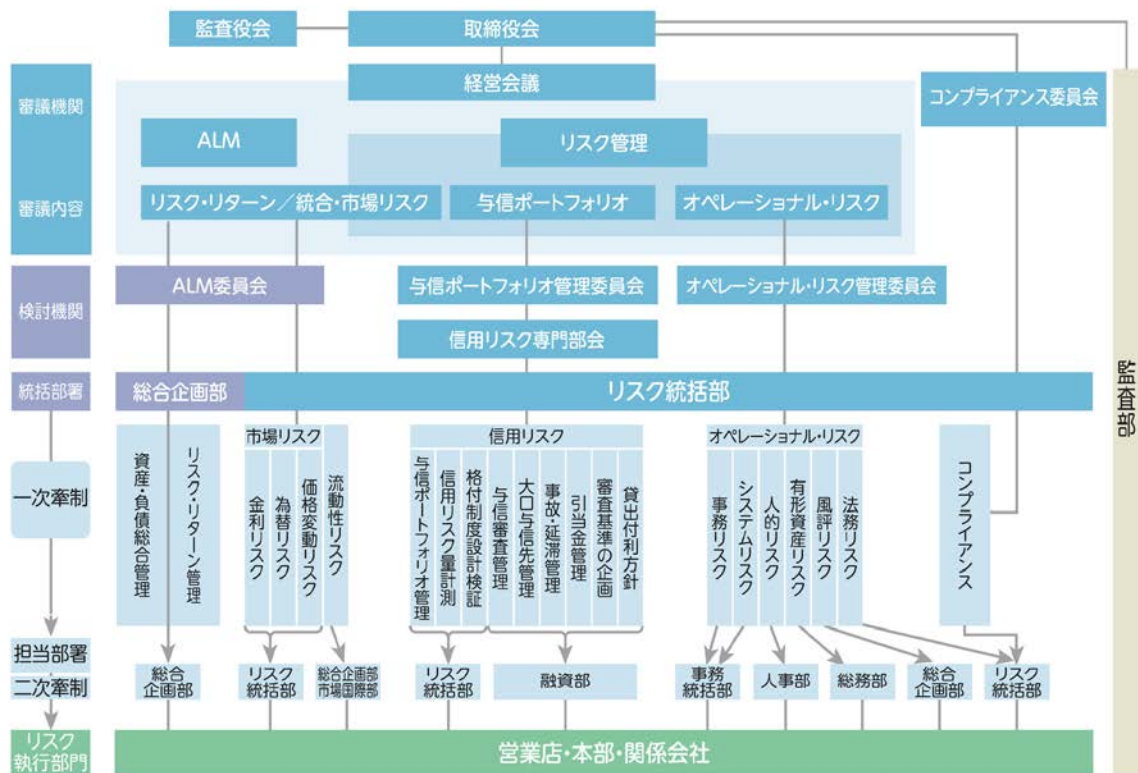 監査役会
取締役会
審議機関
経営会議
コンプライアンス委員会
ALM
リスク管理
審議内容
リスク・リターン／統合・市場リスク
与信ポートフォリオ
オペレーショナル・リスク
検討機関
ALM委員会
与信ポートフォリオ管理委員会
オペレーショナル・リスク管理委員会
信用リスク専門部会
統括部署
総合企画部
リスク統括部
監査部
一次牽制
資産・負債総合管理
リスク・リターン管理
市場リスク
金利リスク
為替リスク
価格変動リスク
流動性リスク
信用リスク
与信ポートフォリオ管理
信用リスク量計測
格付制度設計検証
与信審査管理
大口与信先管理
事故・延滞管理
引当金管理
審査基準の企画
貸出付利方針
オペレーショナル・リスク
事務リスク
システムリスク
人的リスク
有形資産リスク
風評リスク
法務リスク
コンプライアンス
担当部署
二次牽制
総合
企画部
リスク
統括部
総合企画部
市場国際部
リスク
統括部
融資部
事務
統括部
人事部
総務部
総合
企画部
リスク
統括部
リスク
執行部門
営業店・本部・関係会社